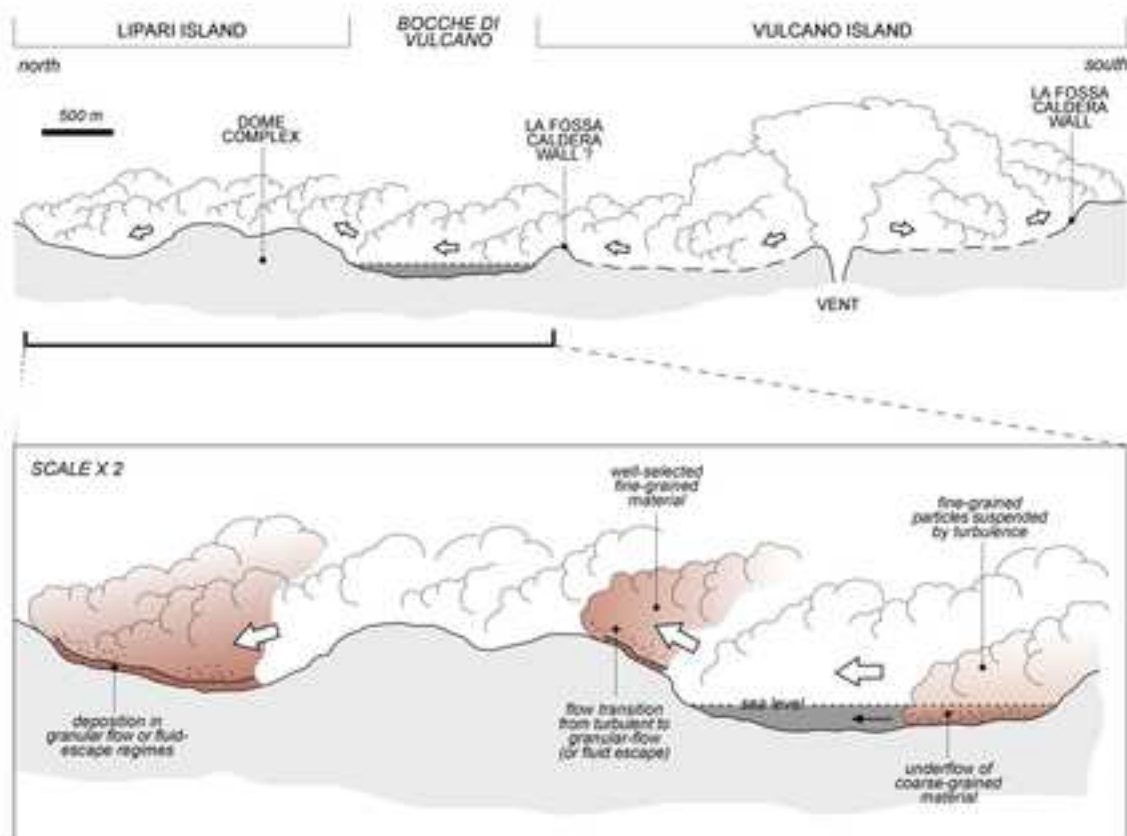 LIPARI ISLAND
BOCCHE DI
VULCANO
VULCANO ISLAND
north
south
500 m
DOME
COMPLEX
LA FOSSA
CALDERA
WALL ?
LA FOSSA
CALDERA
WALL
VENT
SCALE X 2
well-selected
fine-grained
material
fine-grained
particles suspended
by turbulence
sea level
deposition in
granular flow or fluid-
escape regimes
flow transition
from turbulent to
granular-flow
(or fluid escape)
underflow of
coarse-grained
material